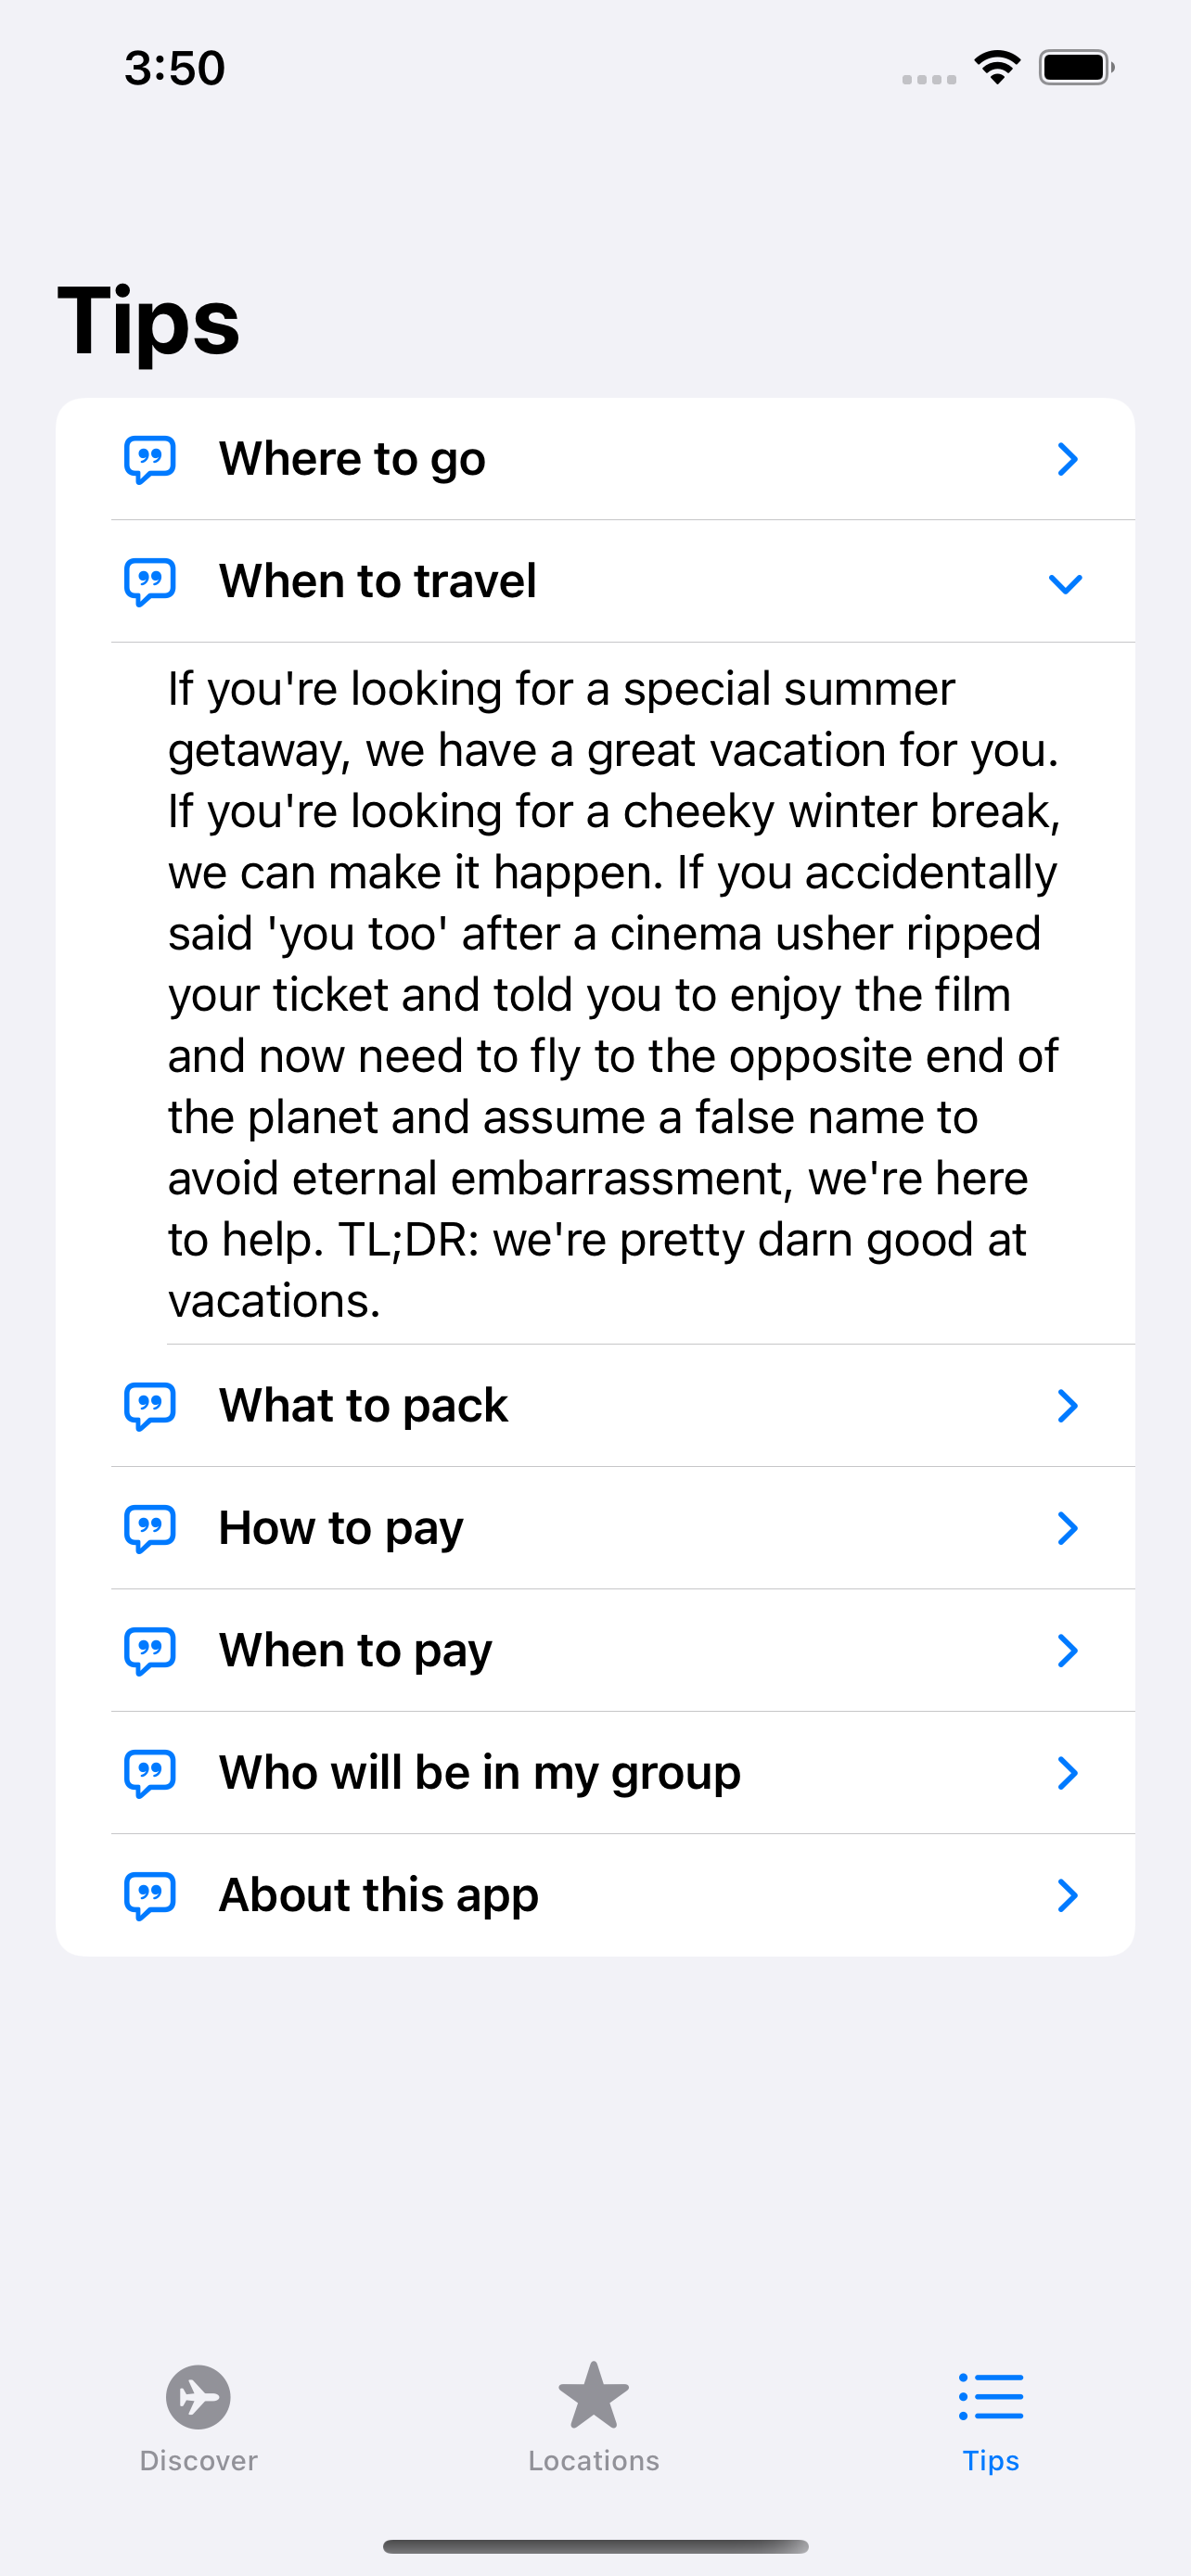 3:50
Tips
Where to go
When to travel
If you're looking for a special summer
getaway, we have a great vacation for you.
If you're looking for a cheeky winter break,
we can make it happen. If you accidentally
said 'you too' after a cinema usher ripped
your ticket and told you to enjoy the film
and now need to fly to the opposite end of
the planet and assume a false name to
avoid eternal embarrassment, we're here
to help. TL;DR: we're pretty darn good at
vacations.
What to pack
How to pay
When to pay
Who will be in my group
About this app
Discover
Locations
Tips